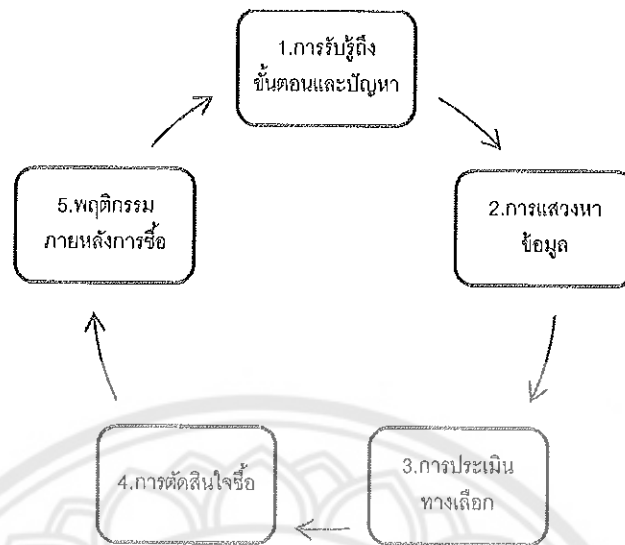 1.การรับรู้ถึง
ขั้นตอนและปัญหา
2.การแสวงหา
ข้อมูล
3.การประเมิน
ทางเลือก
4.การตัดสินใจซื้อ
5.พฤติกรรม
ภายหลังการซื้อ